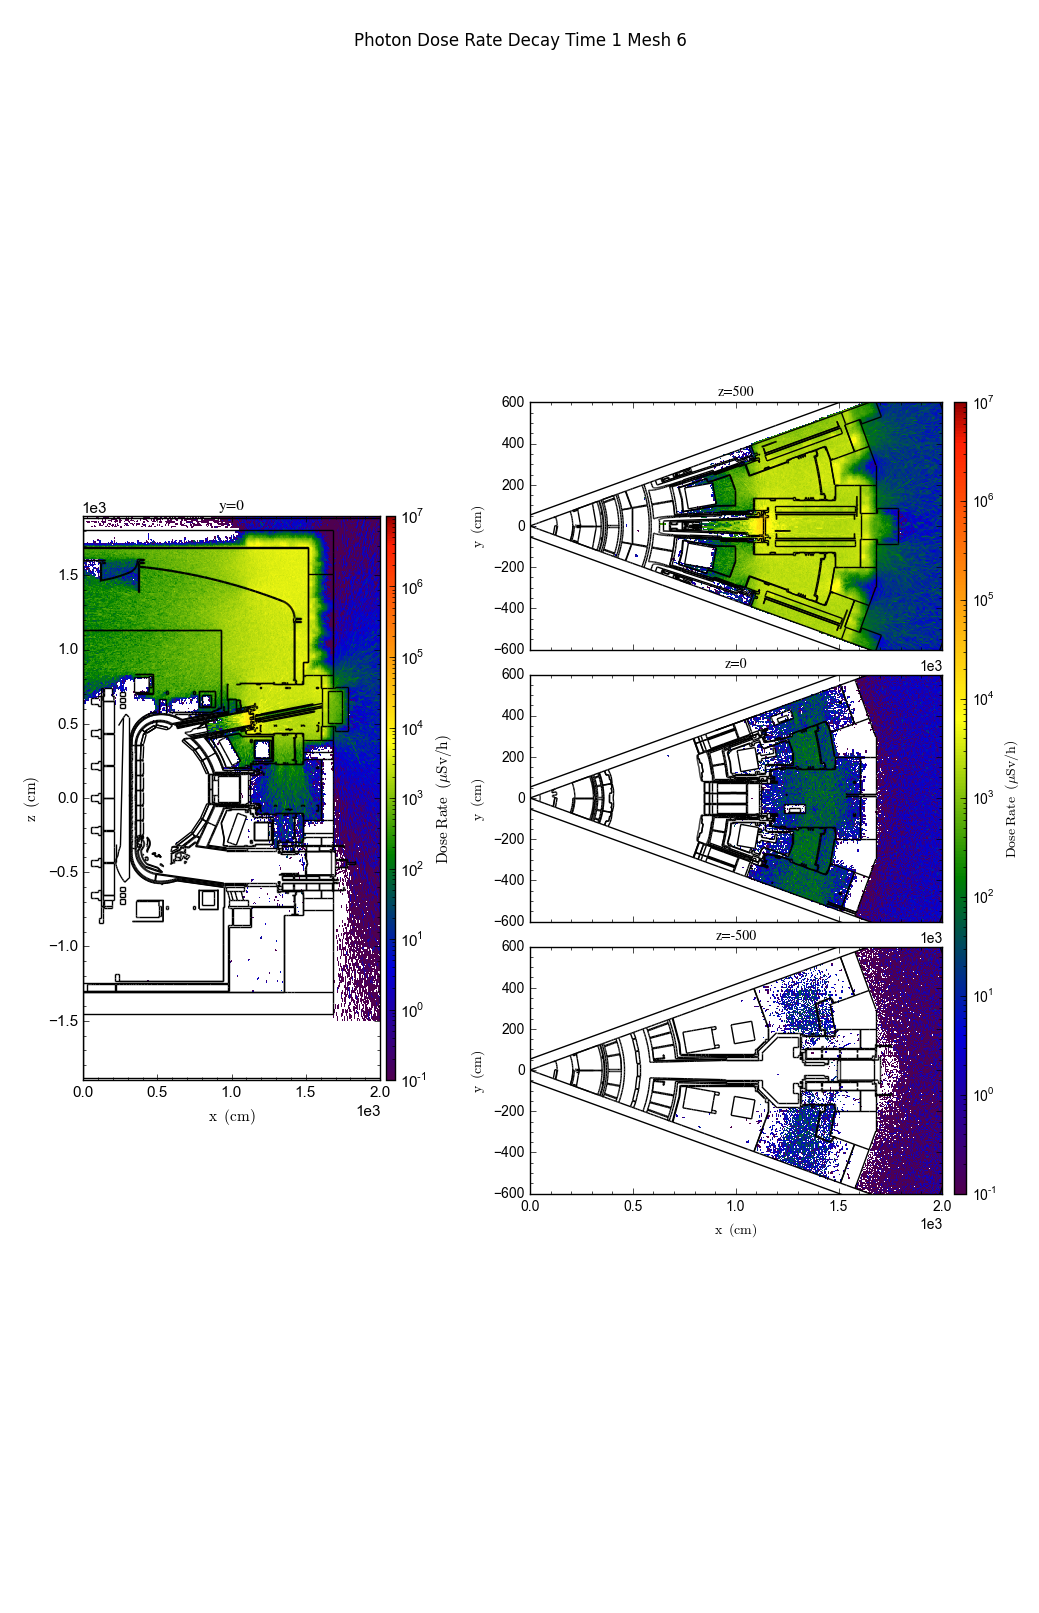 Photon Dose Rate Decay Time 1 Mesh 6
y=0
1e3
1.5
1.0
0.5
0.0
−0.5
−1.0
−1.5
z (cm)
0.0 0.5 1.0 1.5 2.0
1e3
x (cm)
10^7
10^6
10^5
10^4
10^3
10^2
10^1
10^0
10^-1
Dose Rate (μSv/h)
z=500
600
400
200
0
−200
−400
−600
y (cm)
1e3
z=0
600
400
200
0
−200
−400
−600
y (cm)
1e3
z=-500
600
400
200
0
−200
−400
−600
y (cm)
0.0 0.5 1.0 1.5 2.0
1e3
x (cm)
10^7
10^6
10^5
10^4
10^3
10^2
10^1
10^0
10^-1
Dose Rate (μSv/h)